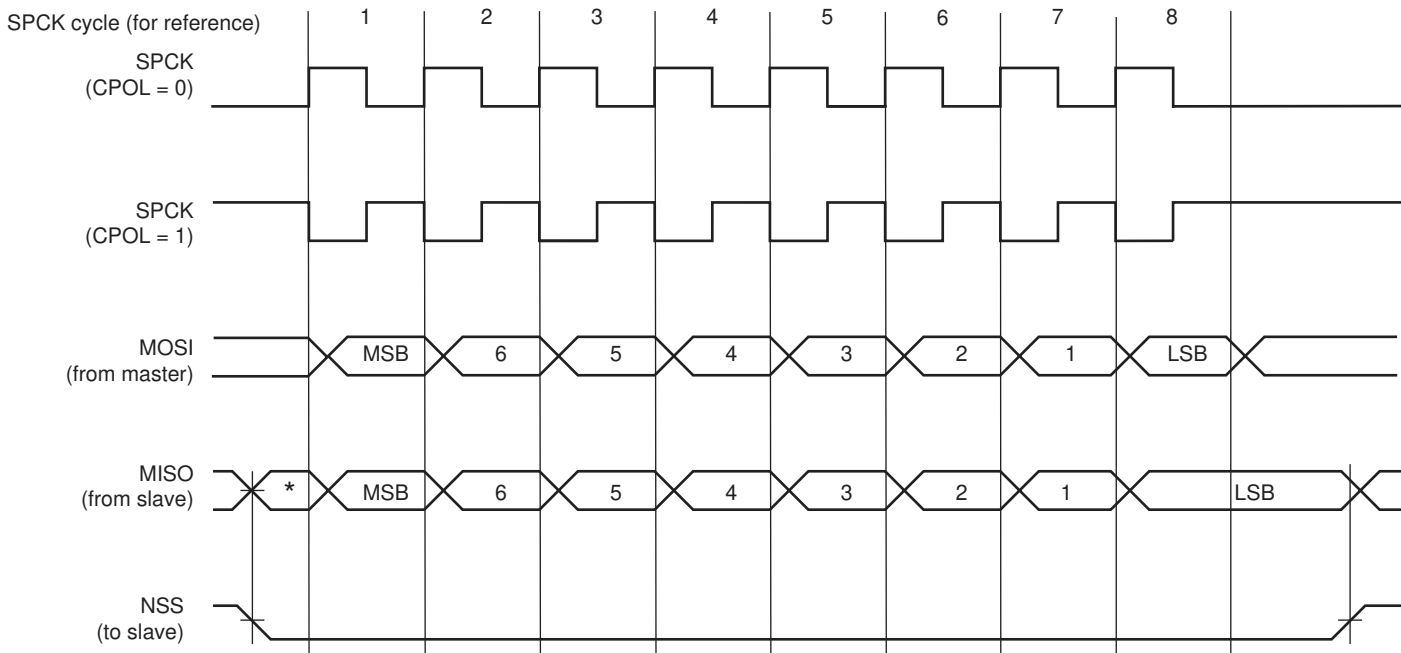 SPCK cycle (for reference) 1 2 3 4 5 6 7 8
SPCK
(CPOL = 0)
SPCK
(CPOL = 1)
MOSI
(from master)
MSB 6 5 4 3 2 1 LSB
MISO
(from slave)
* MSB 6 5 4 3 2 1 LSB
NSS
(to slave)